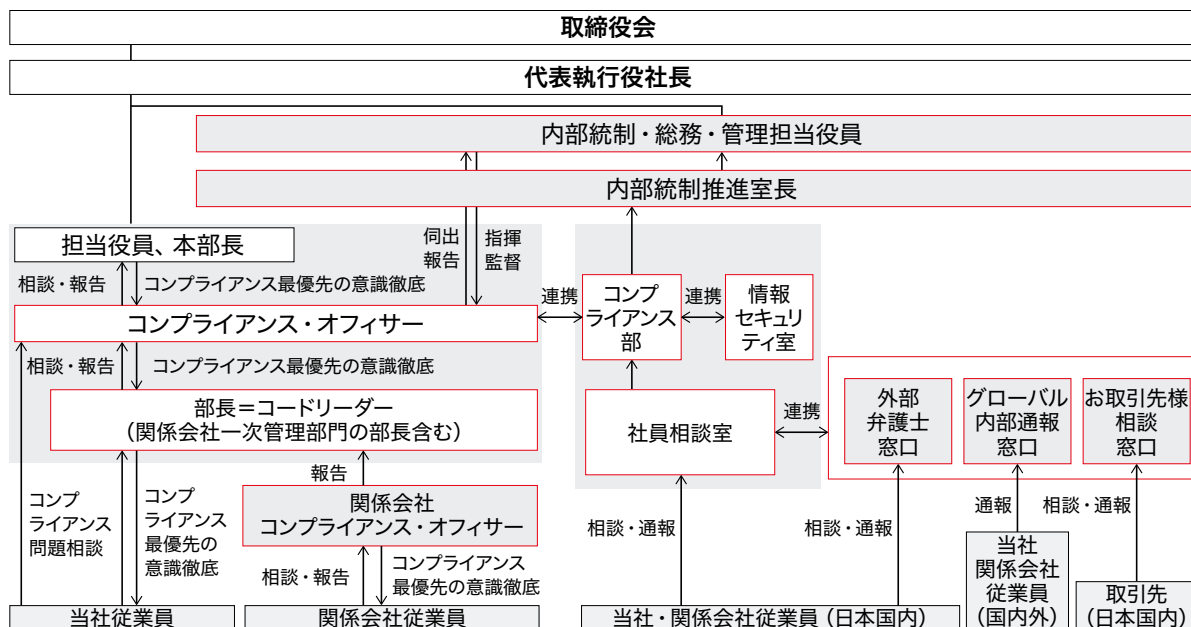 取締役会
代表執行役社長
内部統制・総務・管理担当役員
内部統制推進室長
担当役員、本部長
伺出
報告
指揮
監督
相談・報告
コンプライアンス最優先の意識徹底
コンプライアンス・オフィサー
連携
コンプ
ライアンス
部
連携
情報
セキュリ
ティ室
相談・報告
コンプライアンス最優先の意識徹底
部長＝コードリーダー
（関係会社一次管理部門の部長含む）
社員相談室
連携
外部
弁護士
窓口
グローバル
内部通報
窓口
お取引先様
相談
窓口
報告
関係会社
コンプライアンス・オフィサー
コンプ
ライアンス
問題相談
コンプ
ライアンス
最優先の
意識徹底
相談・報告
コンプライアンス
最優先の意識徹底
相談・通報
相談・通報
通報
相談・通報
当社従業員
関係会社従業員
当社・関係会社従業員（日本国内）
当社
関係会社
従業員
（国内外）
取引先
（日本国内）